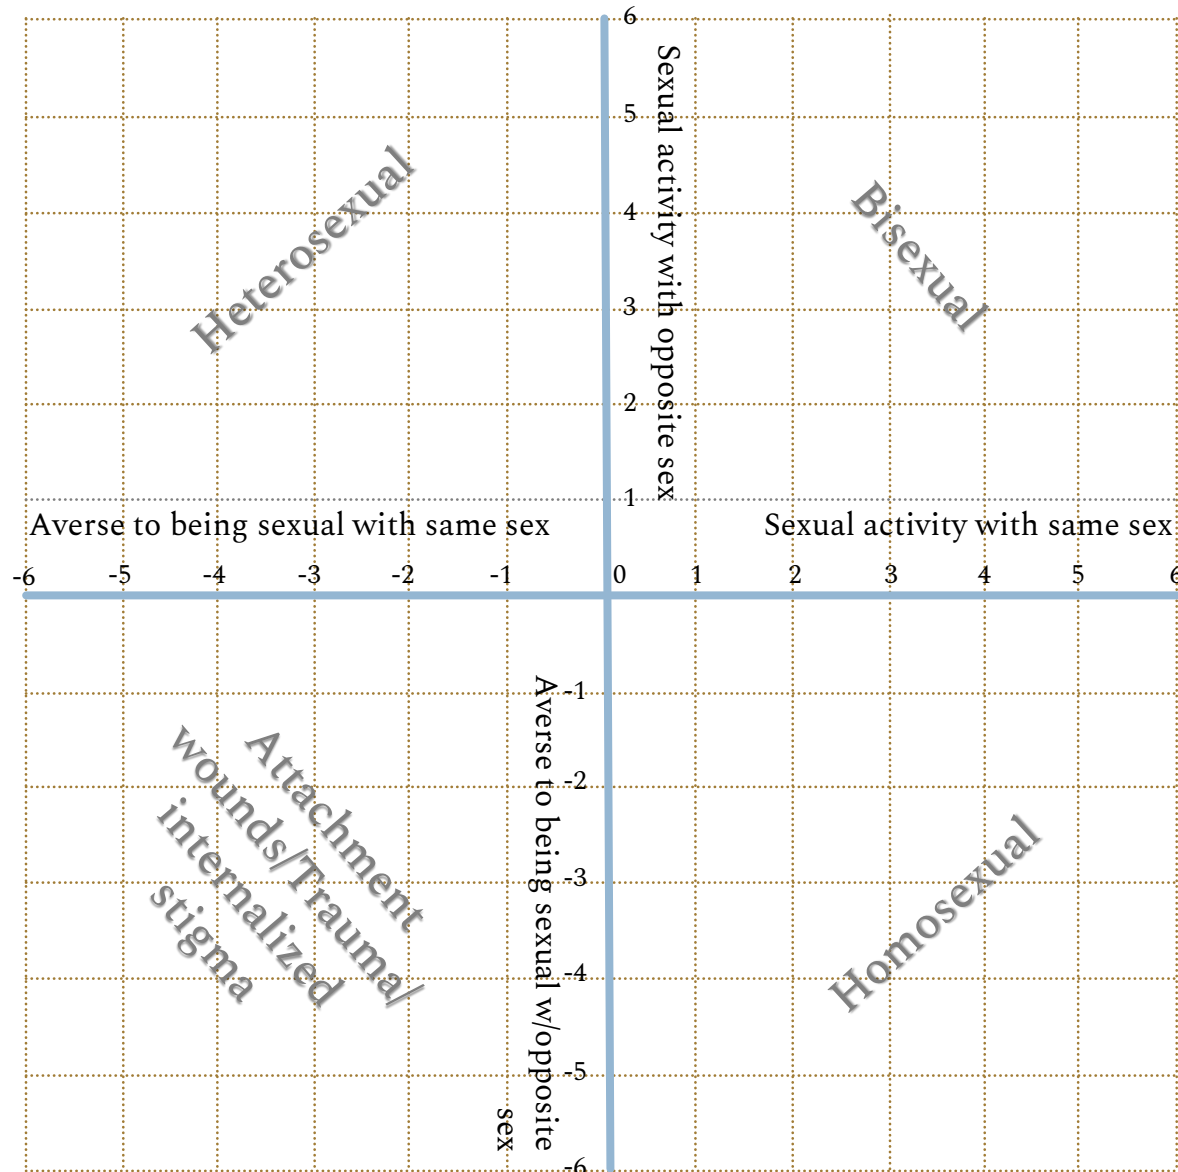 6
Sexual activity with opposite sex
5
4
3
2
1
Heterosexual
Bisexual
Averse to being sexual with same sex
Sexual activity with same sex
-6 -5 -4 -3 -2 -1 0 1 2 3 4 5 6
Averse to being sexual w/opposite
sex
-1
-2
-3
-4
-5
-6
Attachment
wounds/Trauma/
internalized
stigma
Homosexual